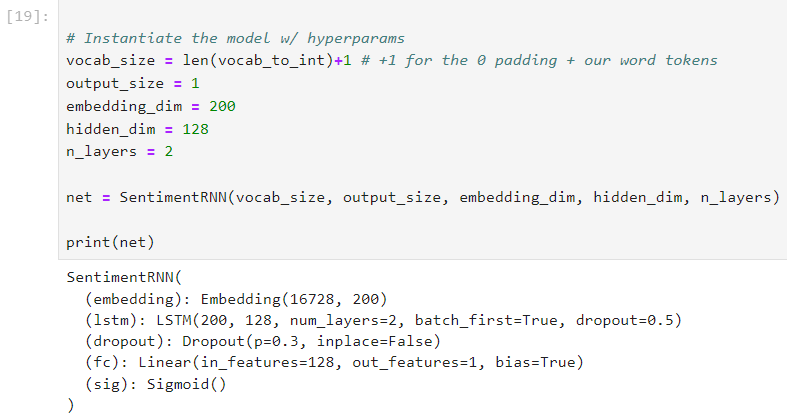 [19]:
# Instantiate the model w/ hyperparams
vocab_size = len(vocab_to_int)+1 # +1 for the 0 padding + our word tokens
output_size = 1
embedding_dim = 200
hidden_dim = 128
n_layers = 2
net = SentimentRNN(vocab_size, output_size, embedding_dim, hidden_dim, n_layers)
print(net)
SentimentRNN(
  (embedding): Embedding(16728, 200)
  (lstm): LSTM(200, 128, num_layers=2, batch_first=True, dropout=0.5)
  (dropout): Dropout(p=0.3, inplace=False)
  (fc): Linear(in_features=128, out_features=1, bias=True)
  (sig): Sigmoid()
)